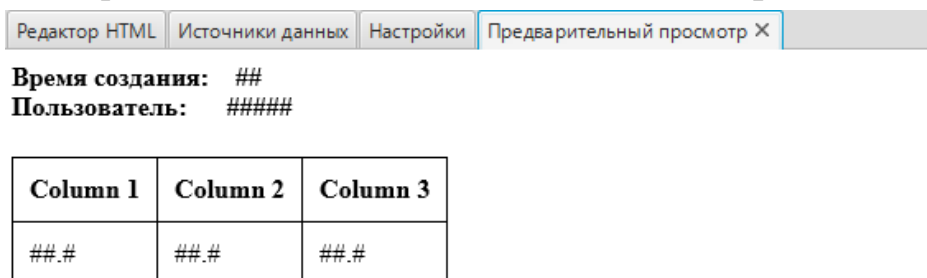 Редактор HTML Источники данных Настройки Предварительный просмотр ×
Время создания: ##
Пользователь: #####
Column 1 Column 2 Column 3
##.# ##.# ##.#